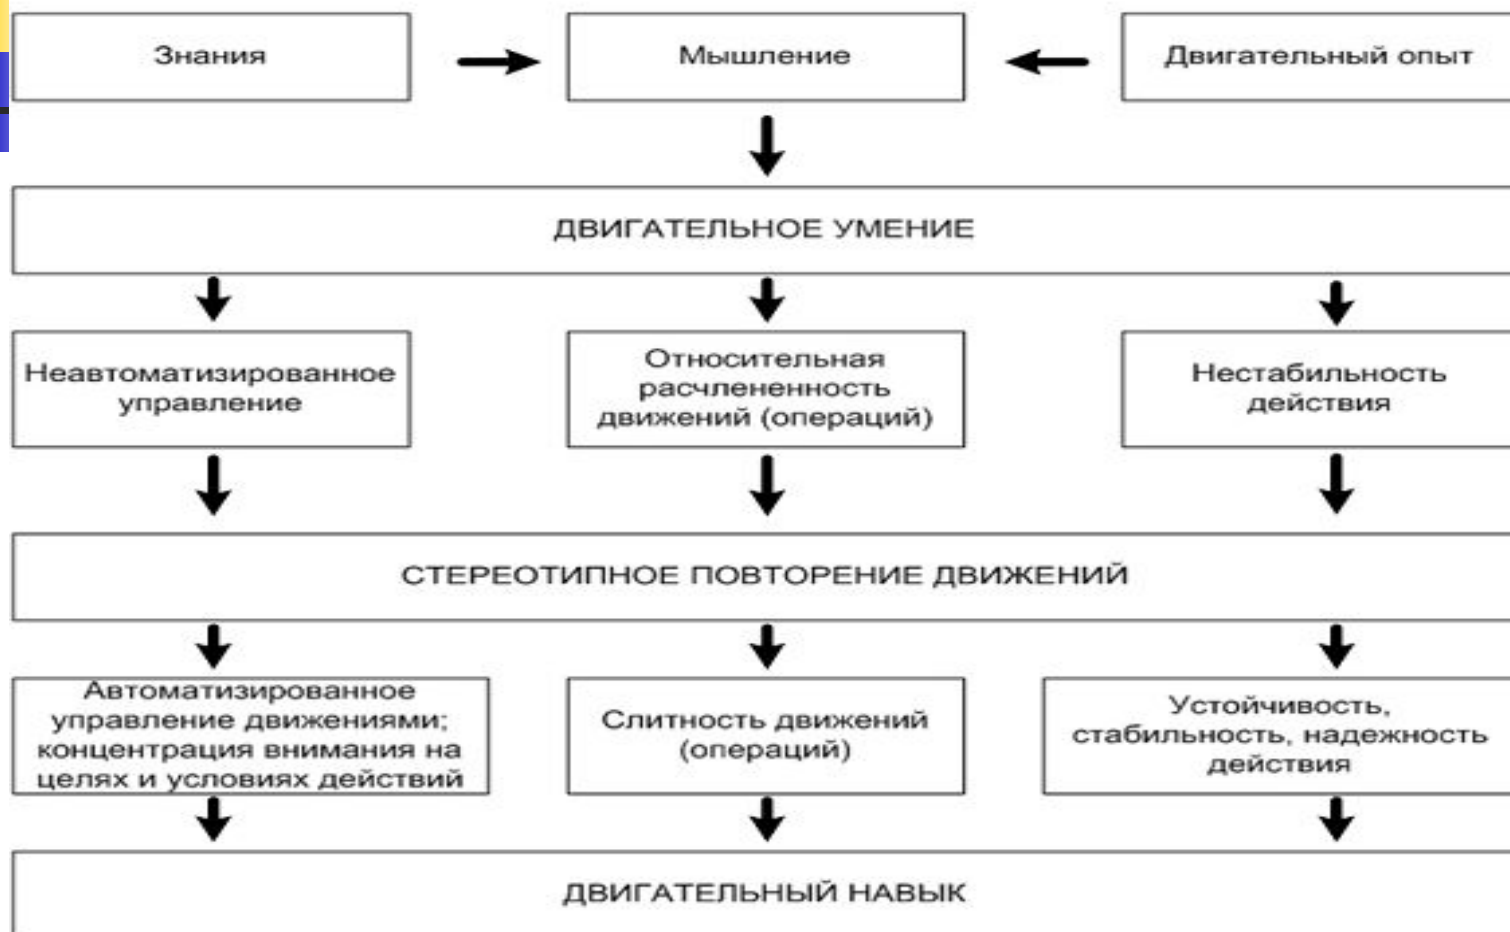 Знания
Мышление
Двигательный опыт
ДВИГАТЕЛЬНОЕ УМЕНИЕ
Неавтоматизированное
управление
Относительная
расчлененность
движений (операций)
Нестабильность
действия
СТЕРЕОТИПНОЕ ПОВТОРЕНИЕ ДВИЖЕНИЙ
Автоматизированное
управление движениями;
концентрация внимания на
целях и условиях действий
Слитность движений
(операций)
Устойчивость,
стабильность, надежность
действия
ДВИГАТЕЛЬНЫЙ НАВЫК